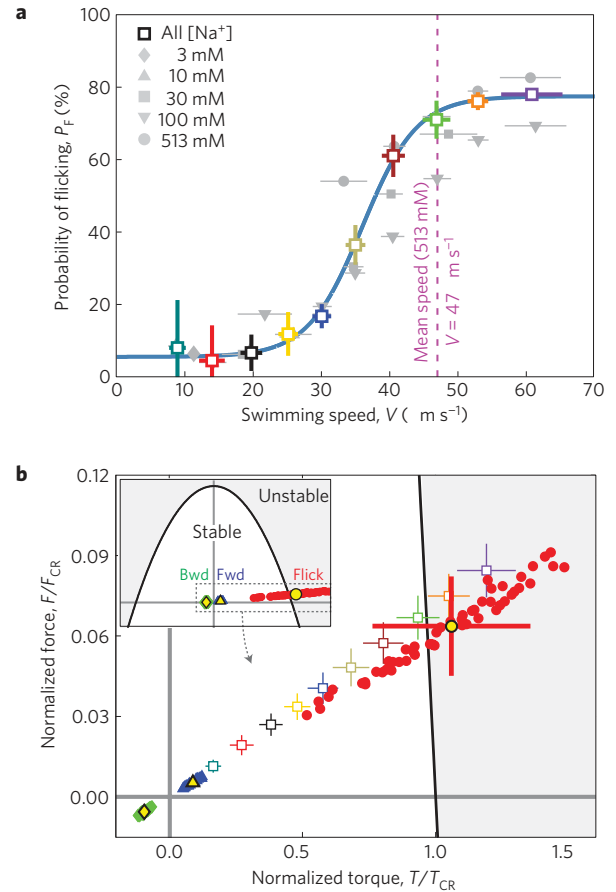 a
All [Na⁺]
3 mM
10 mM
30 mM
100 mM
513 mM
Probability of flicking, P_F (%)
100
80
60
40
20
0
Mean speed (513 mM)
V = 47 m s⁻¹
0 10 20 30 40 50 60 70
Swimming speed, V ( m s⁻¹)
b
Normalized force, F/F_CR
0.12
0.09
0.06
0.03
0.00
Unstable
Stable
Bwd Fwd Flick
0.0 0.5 1.0 1.5
Normalized torque, T/T_CR